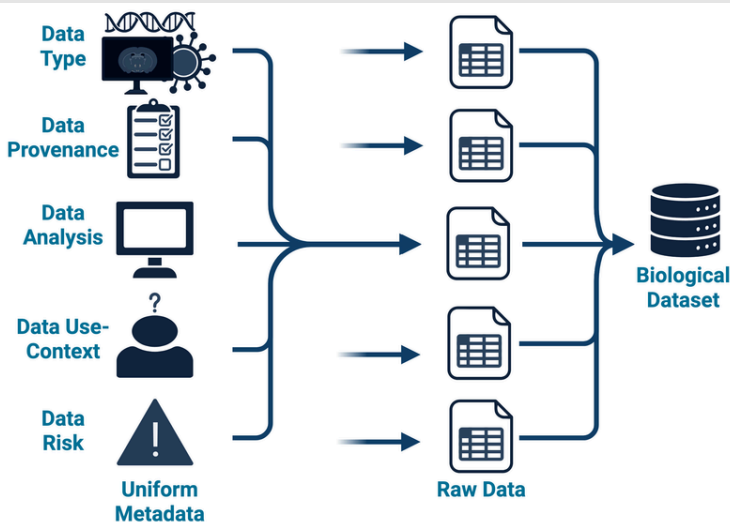 Data
Type
Data
Provenance
Data
Analysis
Data Use-
Context
?
Data
Risk
!
Uniform
Metadata
Raw Data
Biological
Dataset